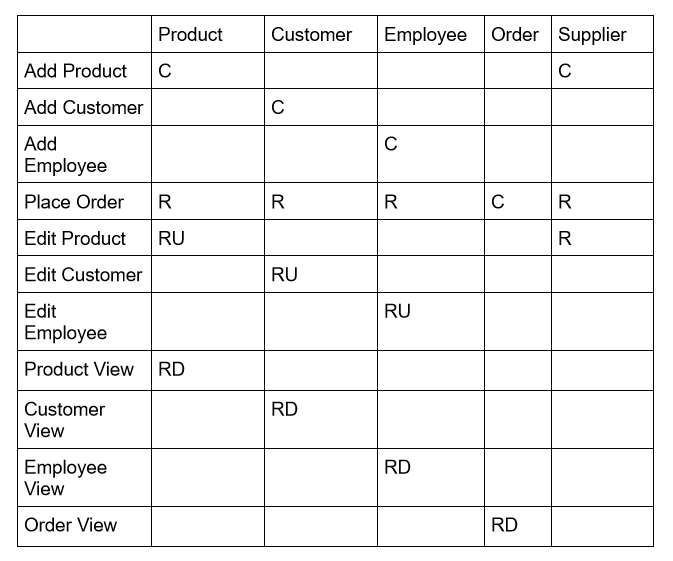 Product Customer Employee Order Supplier
Add Product C C
Add Customer C
Add
Employee C
Place Order R R R C R
Edit Product RU R
Edit Customer RU
Edit
Employee RU
Product View RD
Customer
View RD
Employee
View RD
Order View RD